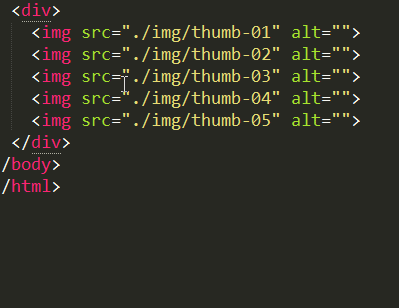 <div>
<img src="./img/thumb-01" alt="">
<img src="./img/thumb-02" alt="">
<img src="./img/thumb-03" alt="">
<img src="./img/thumb-04" alt="">
<img src="./img/thumb-05" alt="">
</div>
/body>
/html>